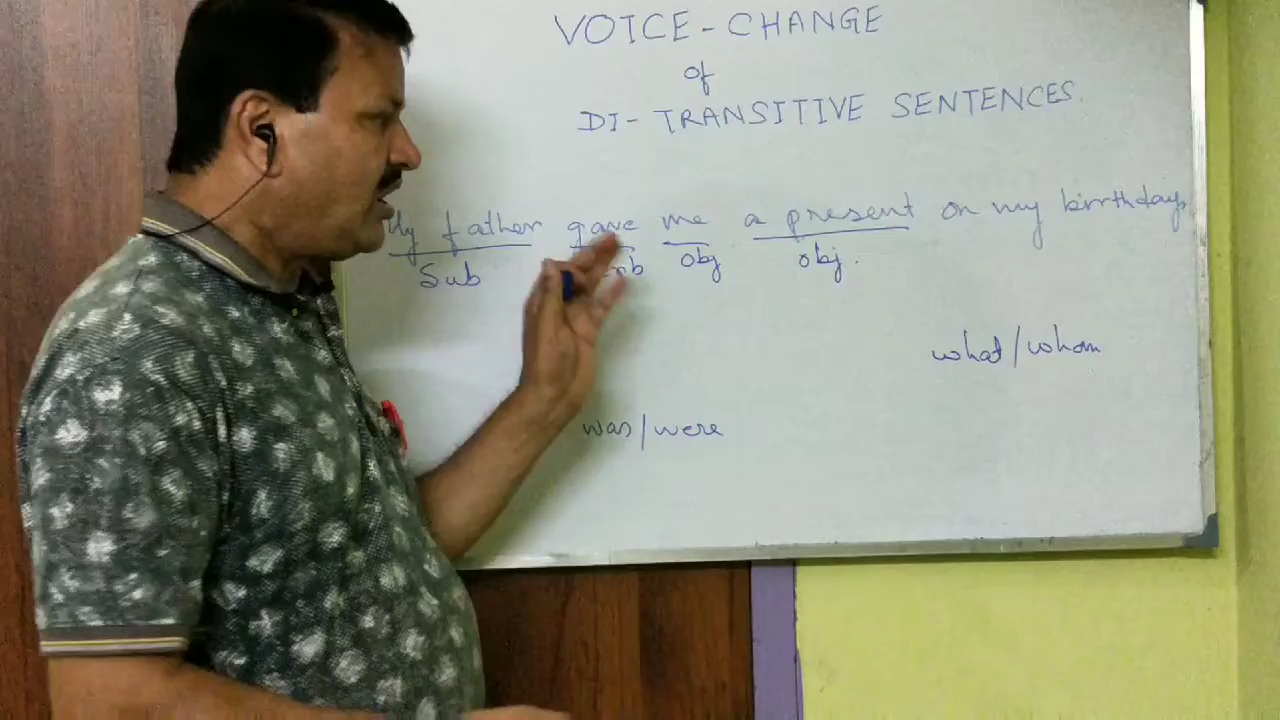 VOICE - CHANGE
of
DI - TRANSITIVE SENTENCES.
father gave me a present on my birthday.
Sub obj obj.
what/whom
was/were